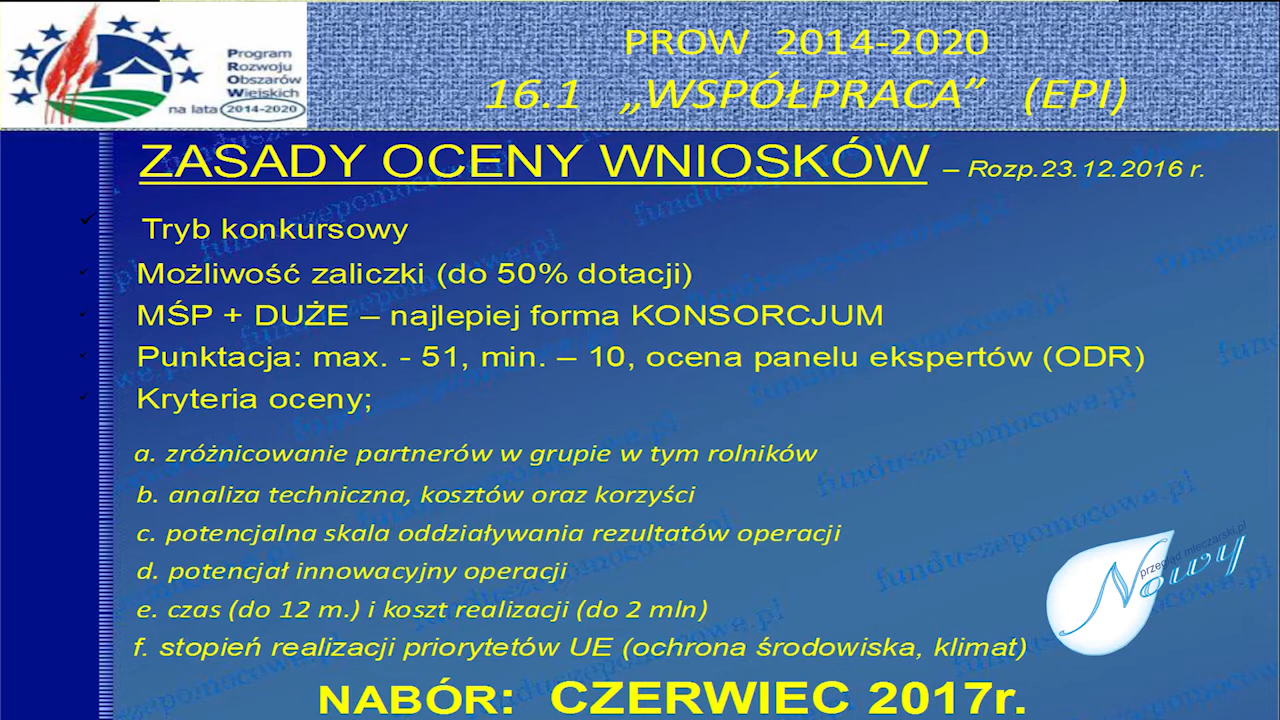 Program
Rozwoju
Obszarów
Wiejskich
na lata 2014-2020
PROW 2014-2020
16.1 „WSPÓŁPRACA” (EPI)
ZASADY OCENY WNIOSKÓW – Rozp.23.12.2016 r.
Tryb konkursowy
Możliwość zaliczki (do 50% dotacji)
MŚP + DUŻE – najlepiej forma KONSORCJUM
Punktacja: max. - 51, min. – 10, ocena panelu ekspertów (ODR)
Kryteria oceny;
a. zróżnicowanie partnerów w grupie w tym rolników
b. analiza techniczna, kosztów oraz korzyści
c. potencjalna skala oddziaływania rezultatów operacji
d. potencjał innowacyjny operacji
e. czas (do 12 m.) i koszt realizacji (do 2 mln)
f. stopień realizacji priorytetów UE (ochrona środowiska, klimat)
NABÓR: CZERWIEC 2017r.
przegląd mleczarski.pl
Nowy
funduszepomocowe.pl